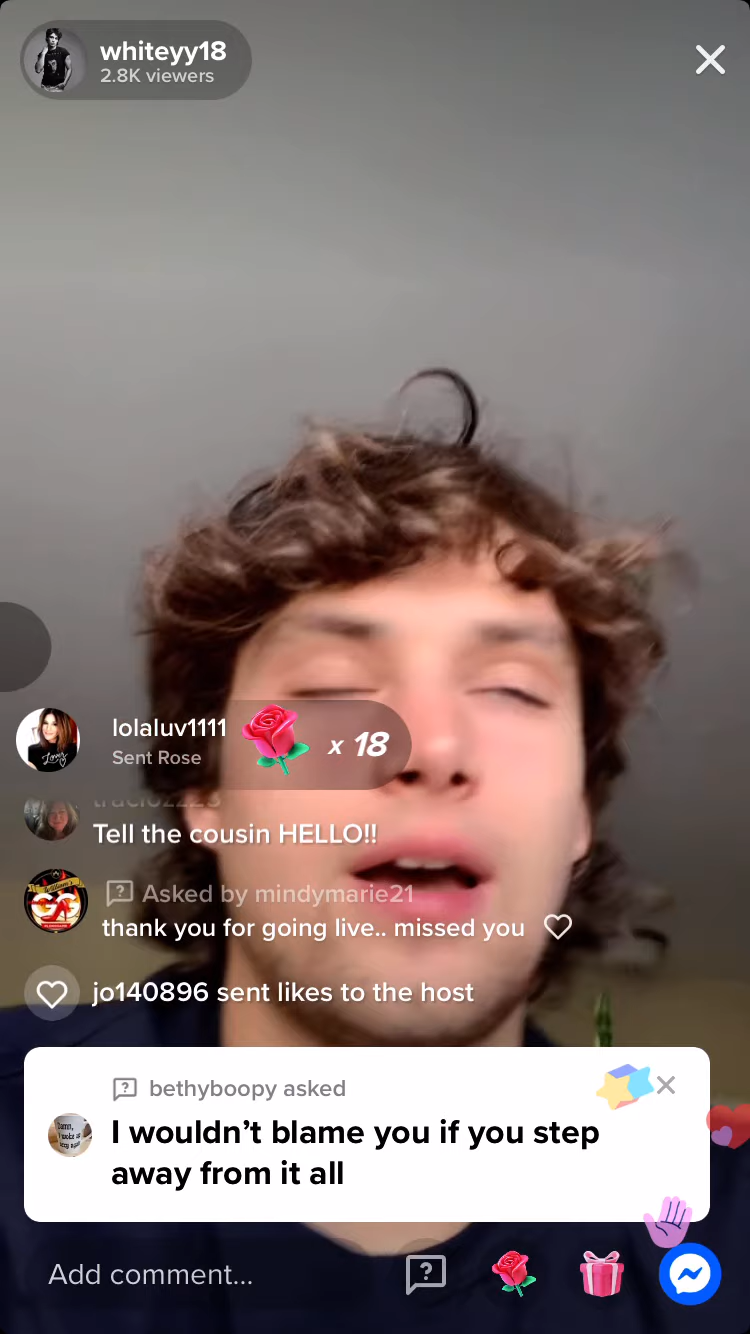 whiteyy18
2.8K viewers
lolaluv1111
Sent Rose
x 18
Tell the cousin HELLO!!
Asked by mindymarie21
thank you for going live.. missed you
jo140896 sent likes to the host
bethyboopy asked
I wouldn’t blame you if you step
away from it all
Add comment...